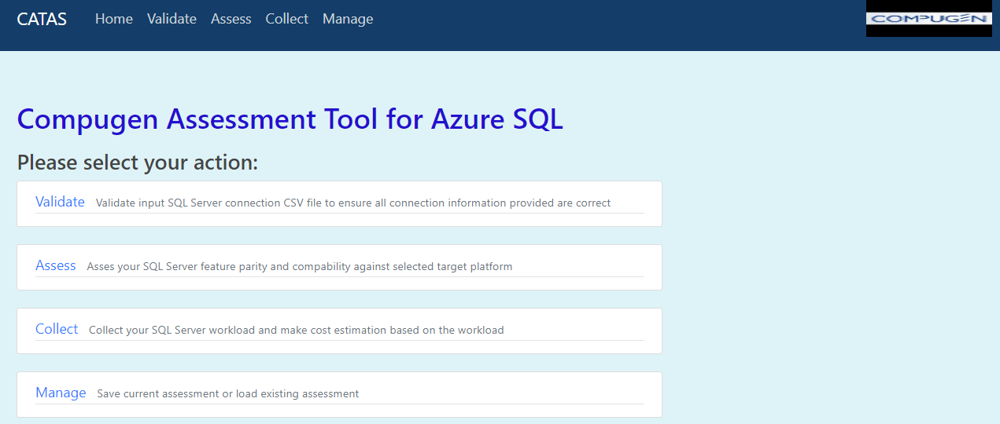 CATAS Home Validate Assess Collect Manage COMPUGEN
Compugen Assessment Tool for Azure SQL
Please select your action:
Validate Validate input SQL Server connection CSV file to ensure all connection information provided are correct
Assess Asses your SQL Server feature parity and compability against selected target platform
Collect Collect your SQL Server workload and make cost estimation based on the workload
Manage Save current assessment or load existing assessment